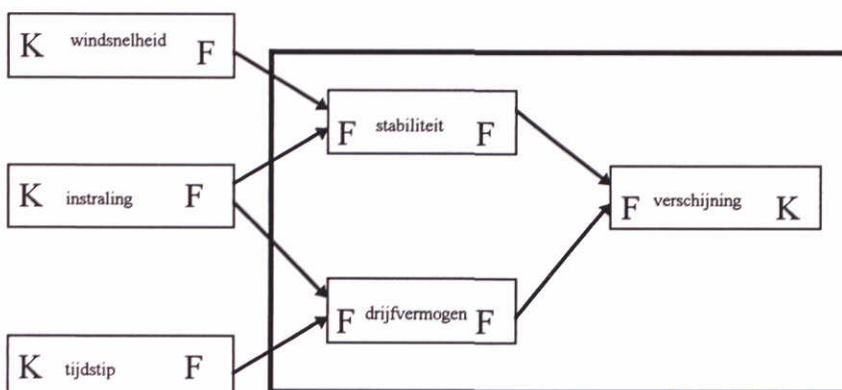 K windsnelheid F
F stabiliteit F
K instraling F
F verschijning K
F drijfvermogen F
K tijdstip F